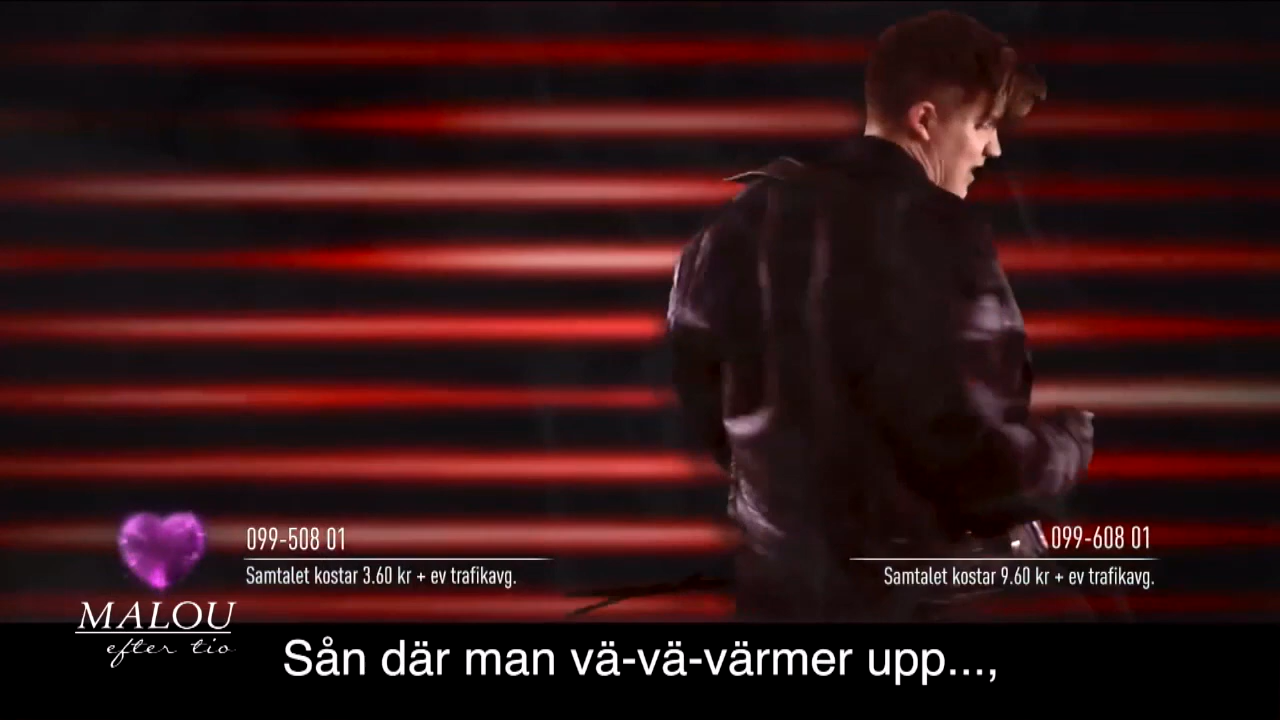 099-508 01
Samtalet kostar 3.60 kr + ev trafikavg.
099-608 01
Samtalet kostar 9.60 kr + ev trafikavg.
MALOU
efter tio
Sån där man vä-vä-värmer upp...,